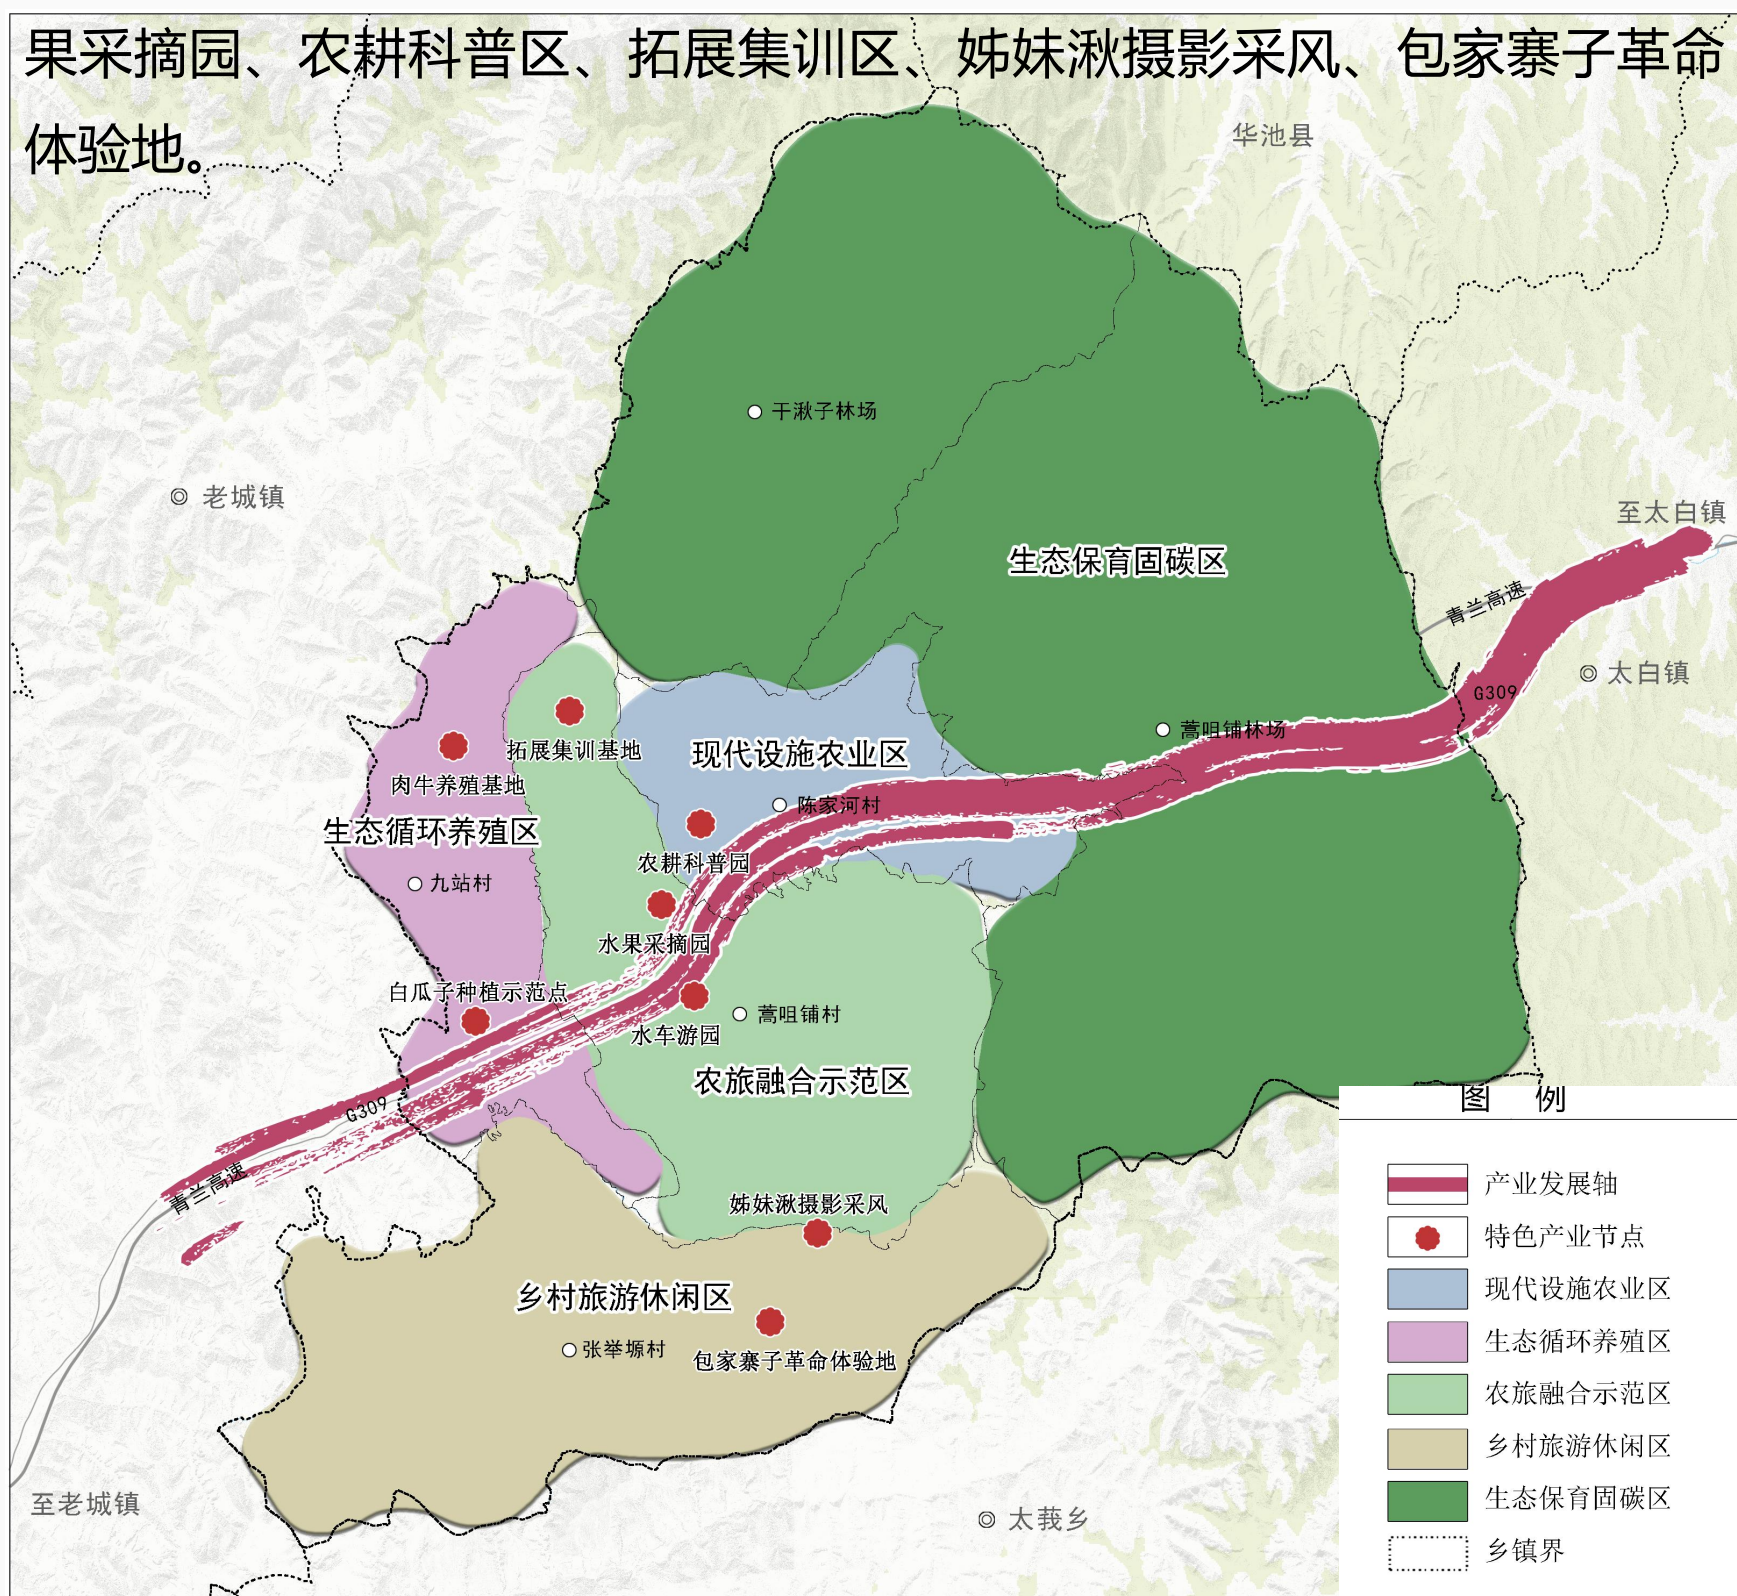 果采摘园、农耕科普区、拓展集训区、姊妹湫摄影采风、包家寨子革命
体验地。
华池县
干湫子林场
老城镇
至太白镇
生态保育固碳区
青兰高速
太白镇
G309
蒿咀铺林场
拓展集训基地
现代设施农业区
肉牛养殖基地
陈家河村
生态循环养殖区
农耕科普园
九站村
水果采摘园
白瓜子种植示范点
蒿咀铺村
水车游园
农旅融合示范区
G309
青兰高速
姊妹湫摄影采风
乡村旅游休闲区
张举塬村
包家寨子革命体验地
至老城镇
太莪乡
图 例
产业发展轴
特色产业节点
现代设施农业区
生态循环养殖区
农旅融合示范区
乡村旅游休闲区
生态保育固碳区
乡镇界